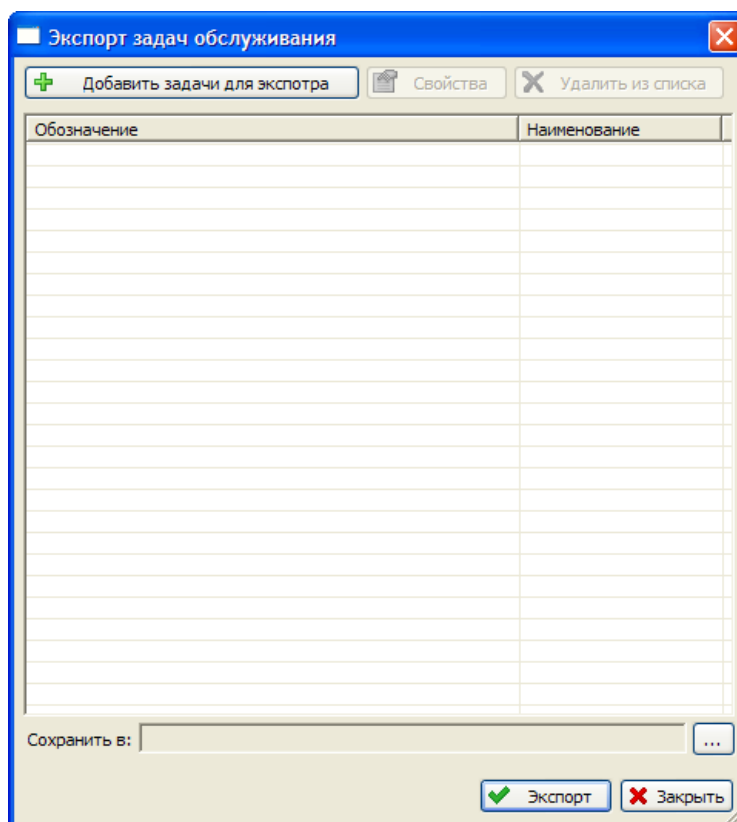 Экспорт задач обслуживания
Добавить задачи для экспотра Свойства Удалить из списка
Обозначение Наименование
Сохранить в: ...
Экспорт Закрыть